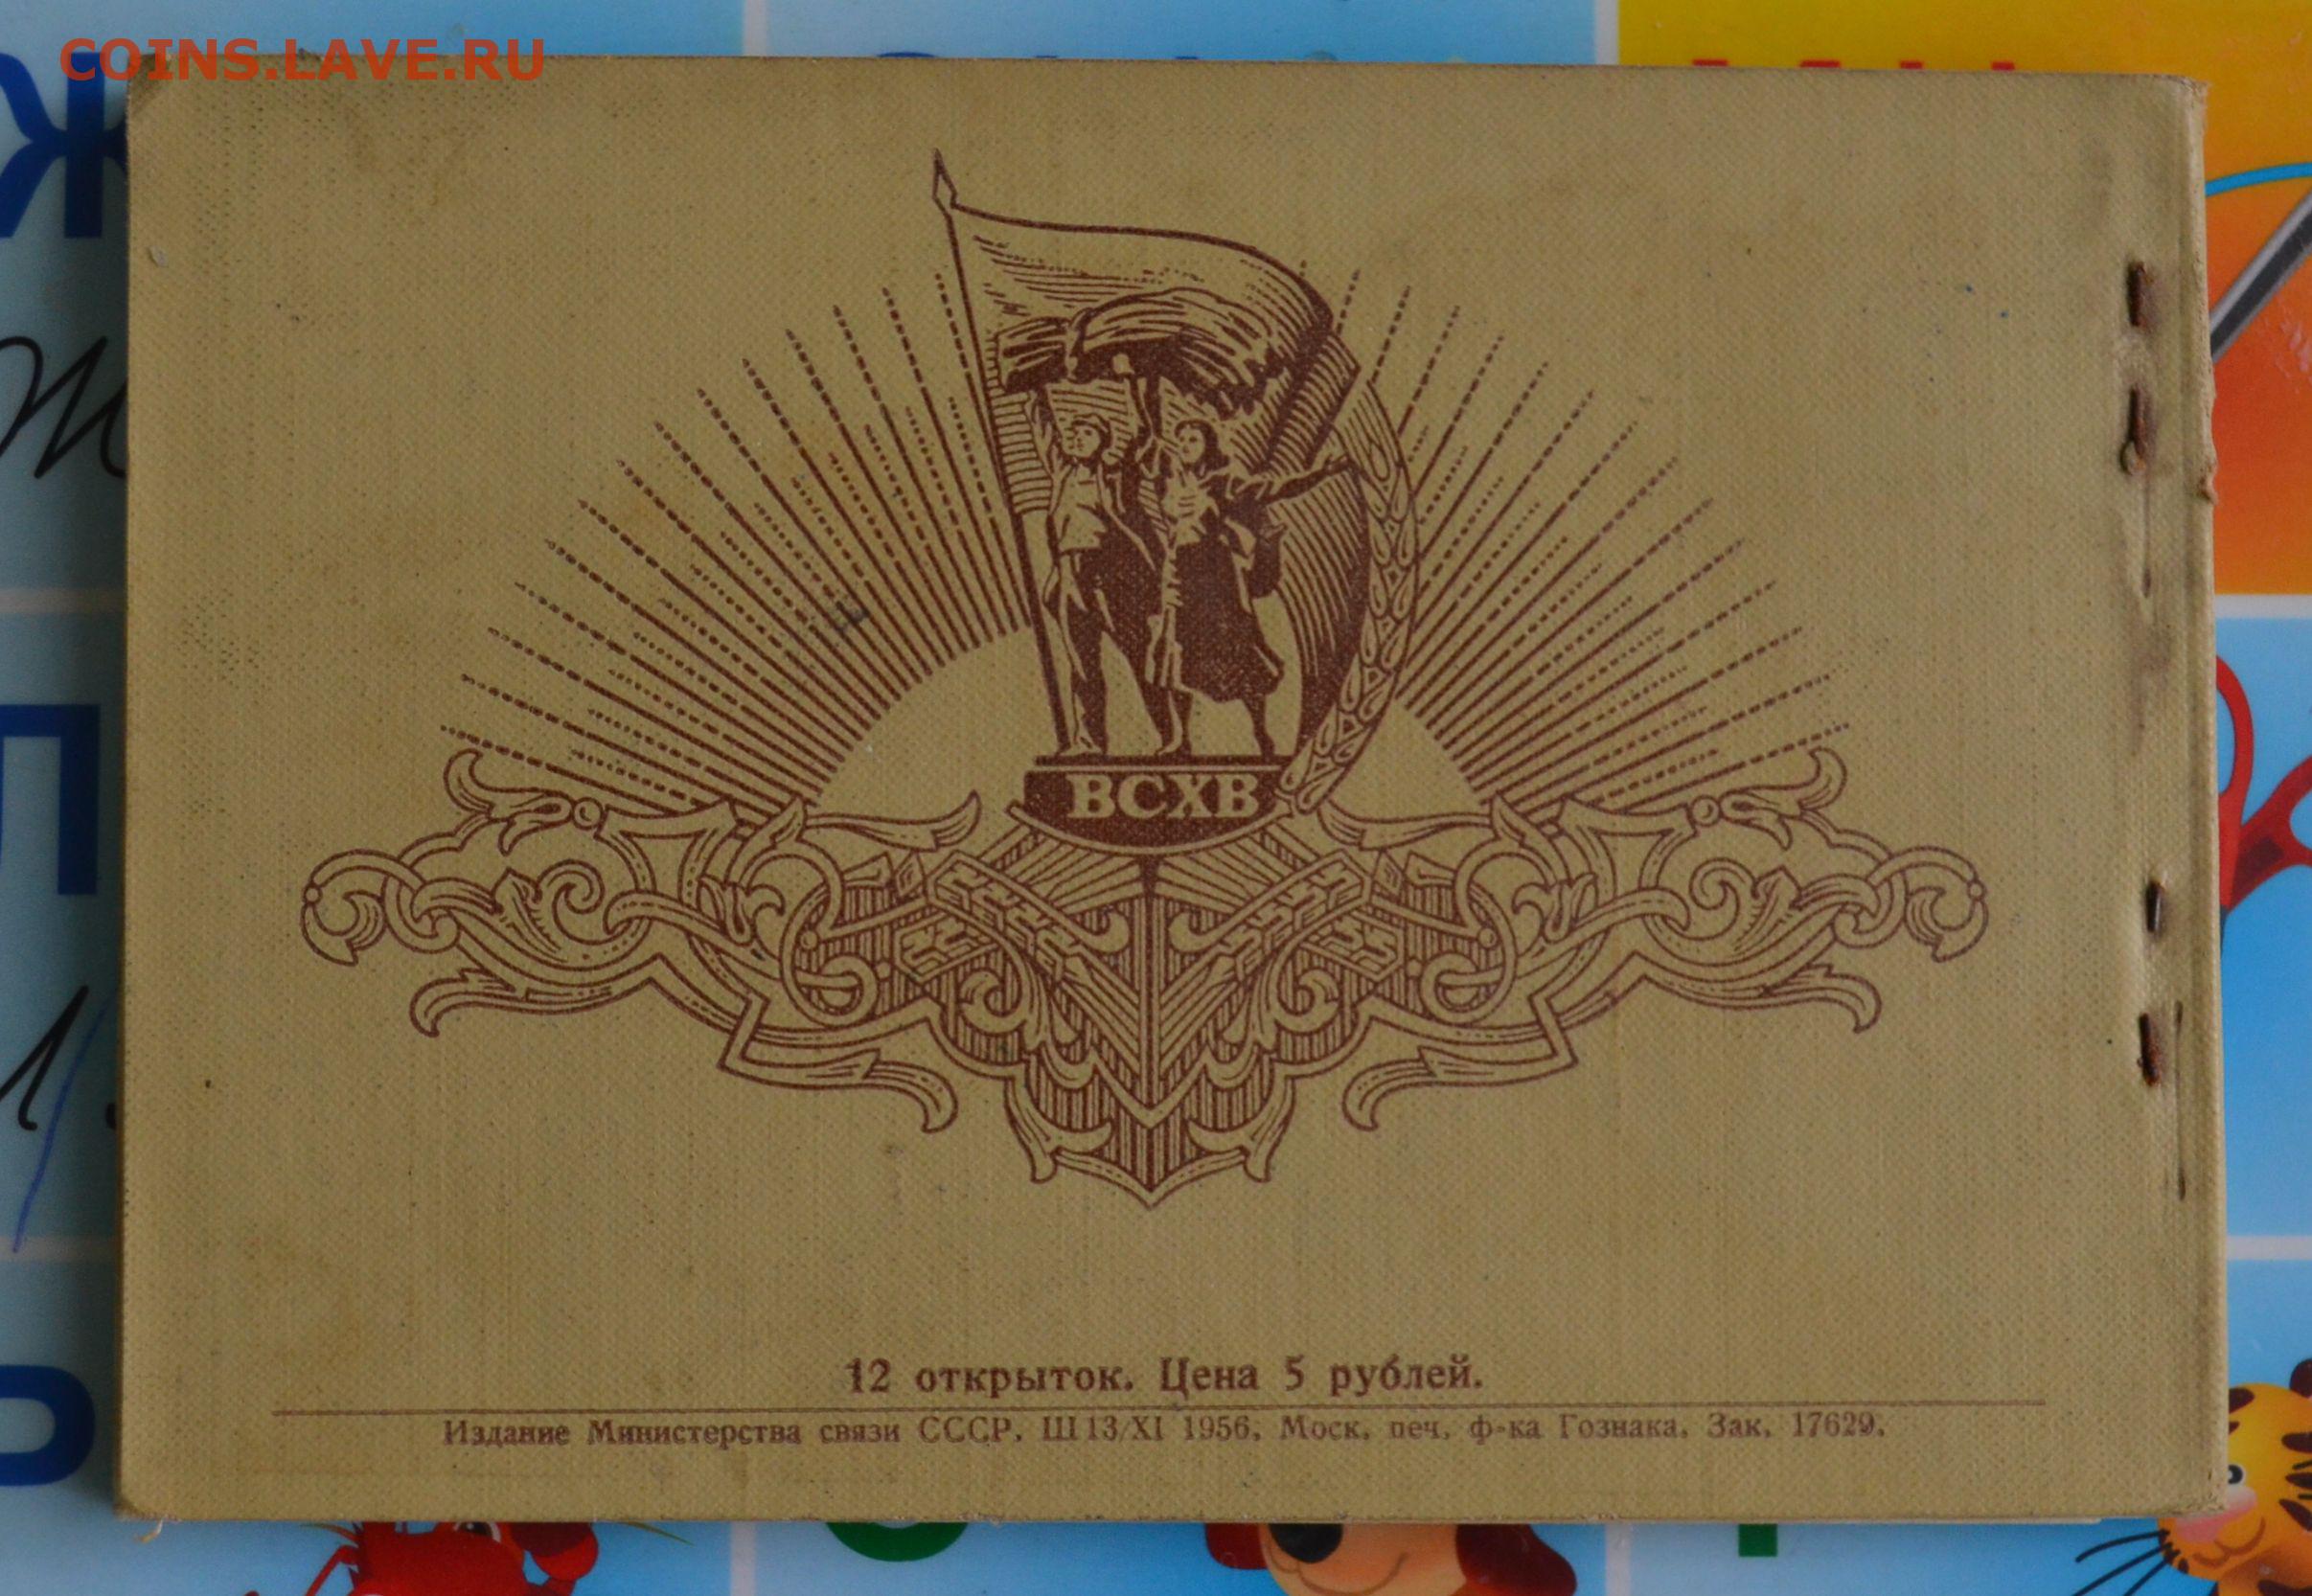 COINS.LAVE.RU
ВСХВ
12 открыток. Цена 5 рублей.
Издание Министерства связи СССР. Ш 13/XI 1956. Моск. печ. ф-ка Гознака. Зак. 17629.